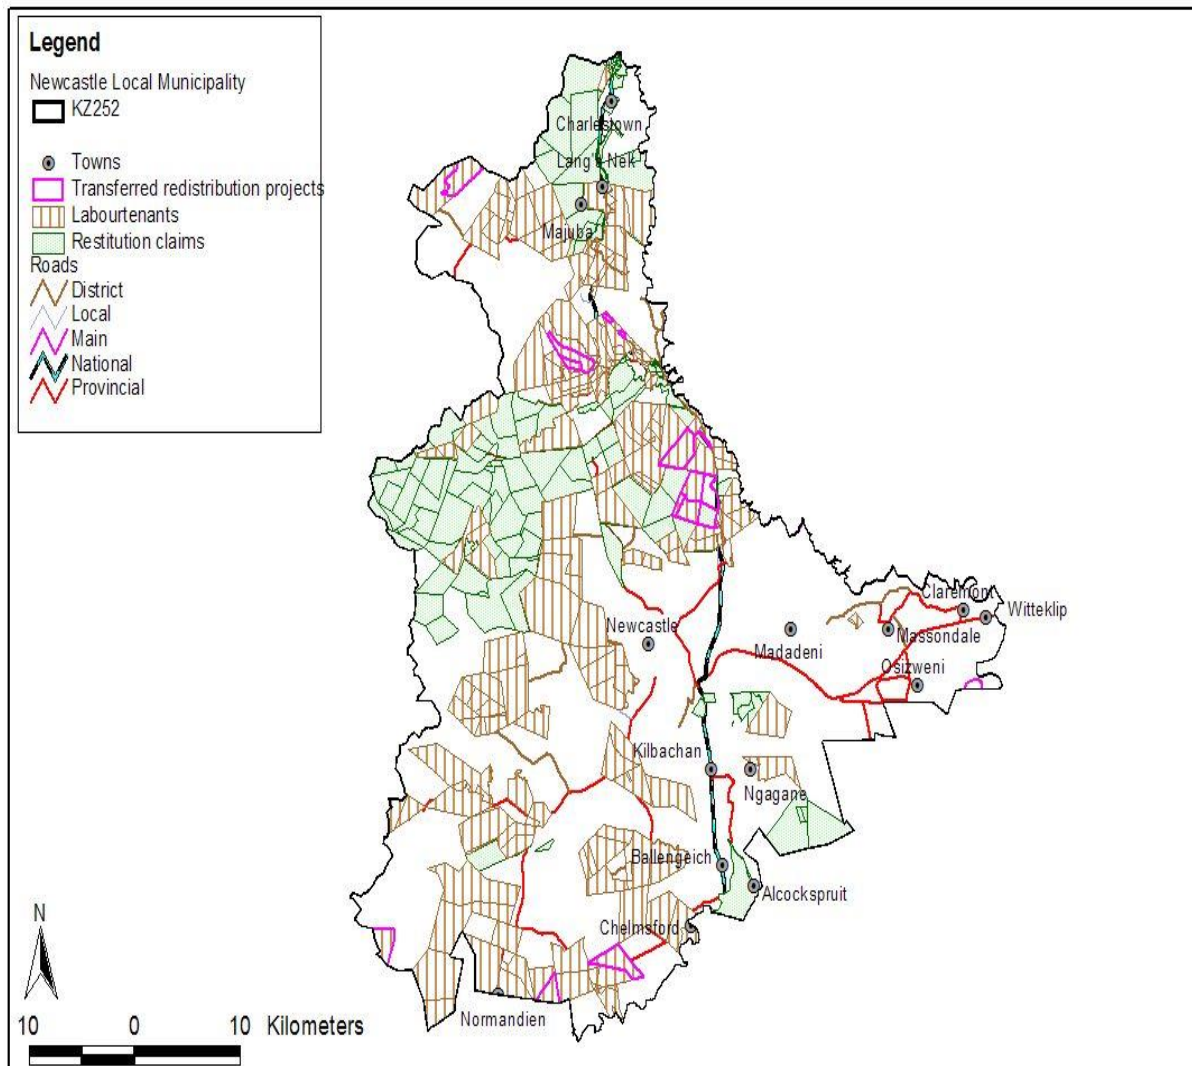 Legend
Newcastle Local Municipality
KZ252
Towns
Transferred redistribution projects
Labourtenants
Restitution claims
Roads
District
Local
Main
National
Provincial
Charlestown
Lang's Nek
Majuba
Claremont
Witteklip
Newcastle
Madadeni
Massondale
Osizweni
Kilbachan
Ngagane
Ballengeich
Alcockspruit
Chelmsford
Normandien
N
10 0 10 Kilometers